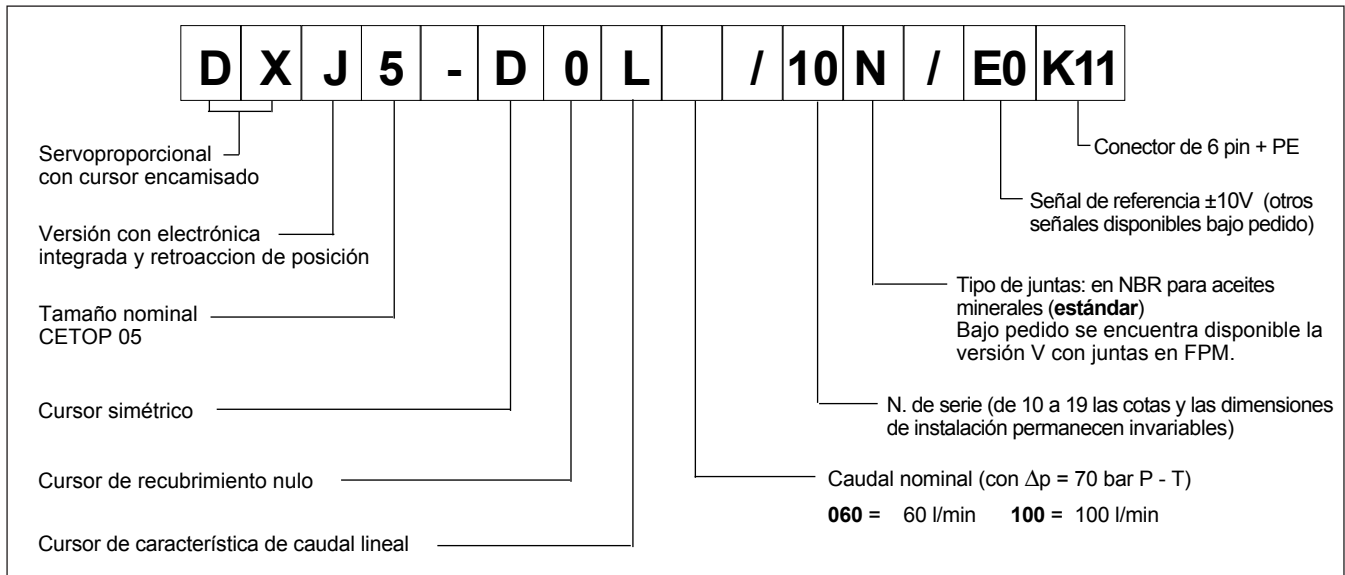 D X J 5 - D 0 L / 10 N / E0 K11
Servoproporcional
con cursor encamisado
Versión con electrónica
integrada y retroaccion de posición
Tamaño nominal
CETOP 05
Cursor simétrico
Cursor de recubrimiento nulo
Cursor de característica de caudal lineal
Conector de 6 pin + PE
Señal de referencia ±10V (otros
señales disponibles bajo pedido)
Tipo de juntas: en NBR para aceites
minerales (estándar)
Bajo pedido se encuentra disponible la
versión V con juntas en FPM.
N. de serie (de 10 a 19 las cotas y las dimensiones
de instalación permanecen invariables)
Caudal nominal (con Δp = 70 bar P - T)
060 = 60 l/min 100 = 100 l/min